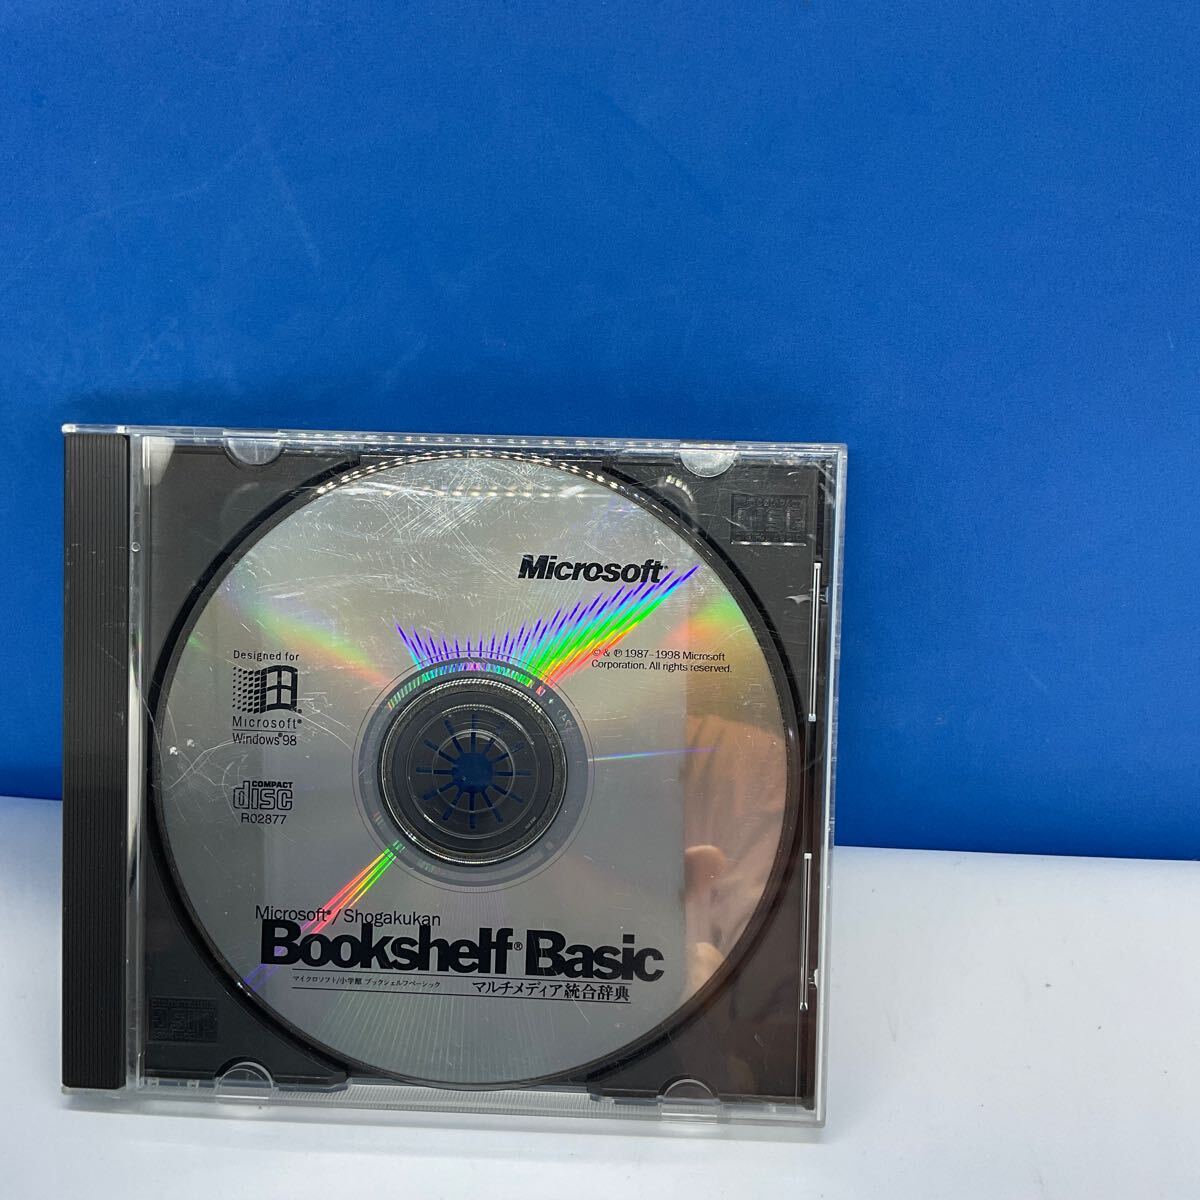 Microsoft®
© & ℗ 1987-1998 Microsoft
Corporation. All rights reserved.
Designed for
Microsoft®
Windows®98
COMPACT
disc
R02877
Microsoft®/Shogakukan
Bookshelf® Basic
マイクロソフト/小学館 ブックシェルフベーシック
マルチメディア統合辞典
COMPACT
disc